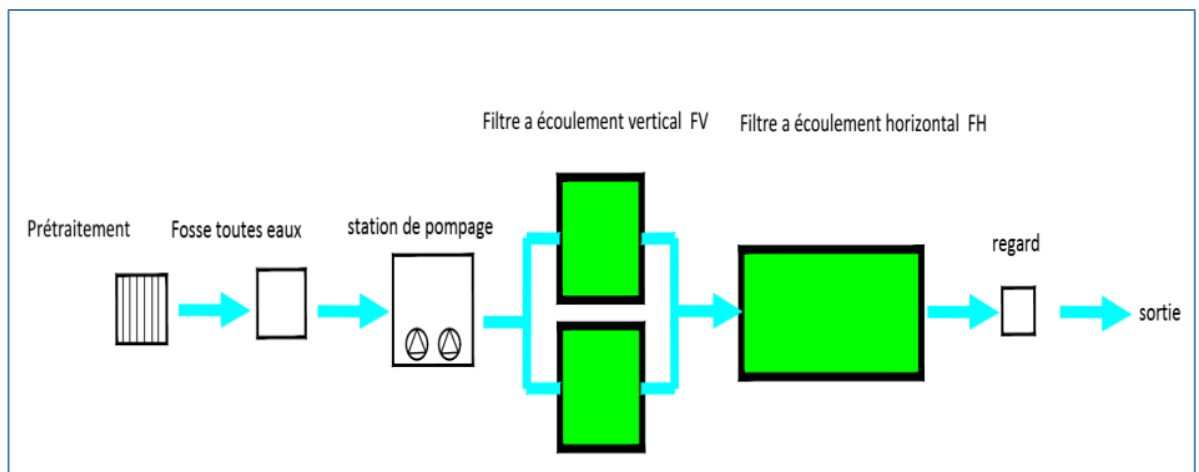 Filtre a écoulement vertical FV
Filtre a écoulement horizontal FH
Prétraitement
Fosse toutes eaux
station de pompage
regard
sortie